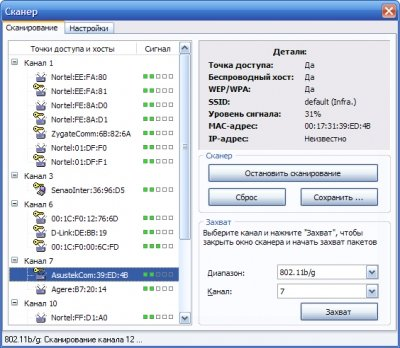 Сканер
Сканирование
Настройки
Точки доступа и хосты
Сигнал
Канал 1
Nortel:EE:FA:80
Nortel:EE:FA:81
Nortel:FE:8A:D0
Nortel:FE:8A:D1
ZygateComm:6B:82:6A
Nortel:01:DF:F0
Nortel:01:DF:F1
Канал 3
SenaoInter:36:96:D5
Канал 6
00:1C:F0:12:76:6D
D-Link:DE:BB:19
00:1C:F0:00:6C:FD
Канал 7
AsustekCom:39:ED:4B
Agere:B7:20:14
Канал 10
Nortel:FF:D1:A0
Детали:
Точка доступа: Да
Беспроводный хост: Да
WEP/WPA: Да
SSID: default (Infra.)
Уровень сигнала: 31%
MAC-адрес: 00:17:31:39:ED:4B
IP-адрес: Неизвестно
Сканер
Остановить сканирование
Сброс
Сохранить ...
Захват
Выберите канал и нажмите "Захват", чтобы
закрыть окно сканера и начать захват пакетов
Диапазон: 802.11b/g
Канал: 7
Захват
802.11b/g: Сканирование канала 12 ...